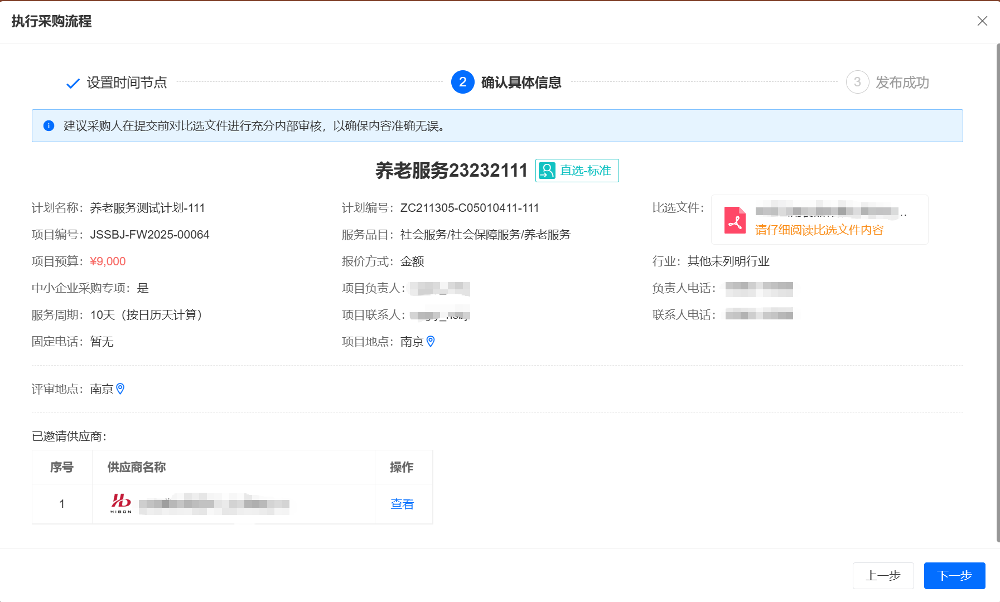 执行采购流程
设置时间节点
2 确认具体信息
3 发布成功
建议采购人在提交前对比选文件进行充分内部审核，以确保内容准确无误。
养老服务23232111 直选-标准
计划名称：养老服务测试计划-111
计划编号：ZC211305-C05010411-111
比选文件：
请仔细阅读比选文件内容
项目编号：JSSBJ-FW2025-00064
服务品目：社会服务/社会保障服务/养老服务
项目预算：¥9,000
报价方式：金额
行业：其他未列明行业
中小企业采购专项：是
项目负责人：
负责人电话：
服务周期：10天（按日历天计算）
项目联系人：
联系人电话：
固定电话：暂无
项目地点：南京
评审地点：南京
已邀请供应商：
序号 供应商名称 操作
1 HIBON 查看
上一步 下一步